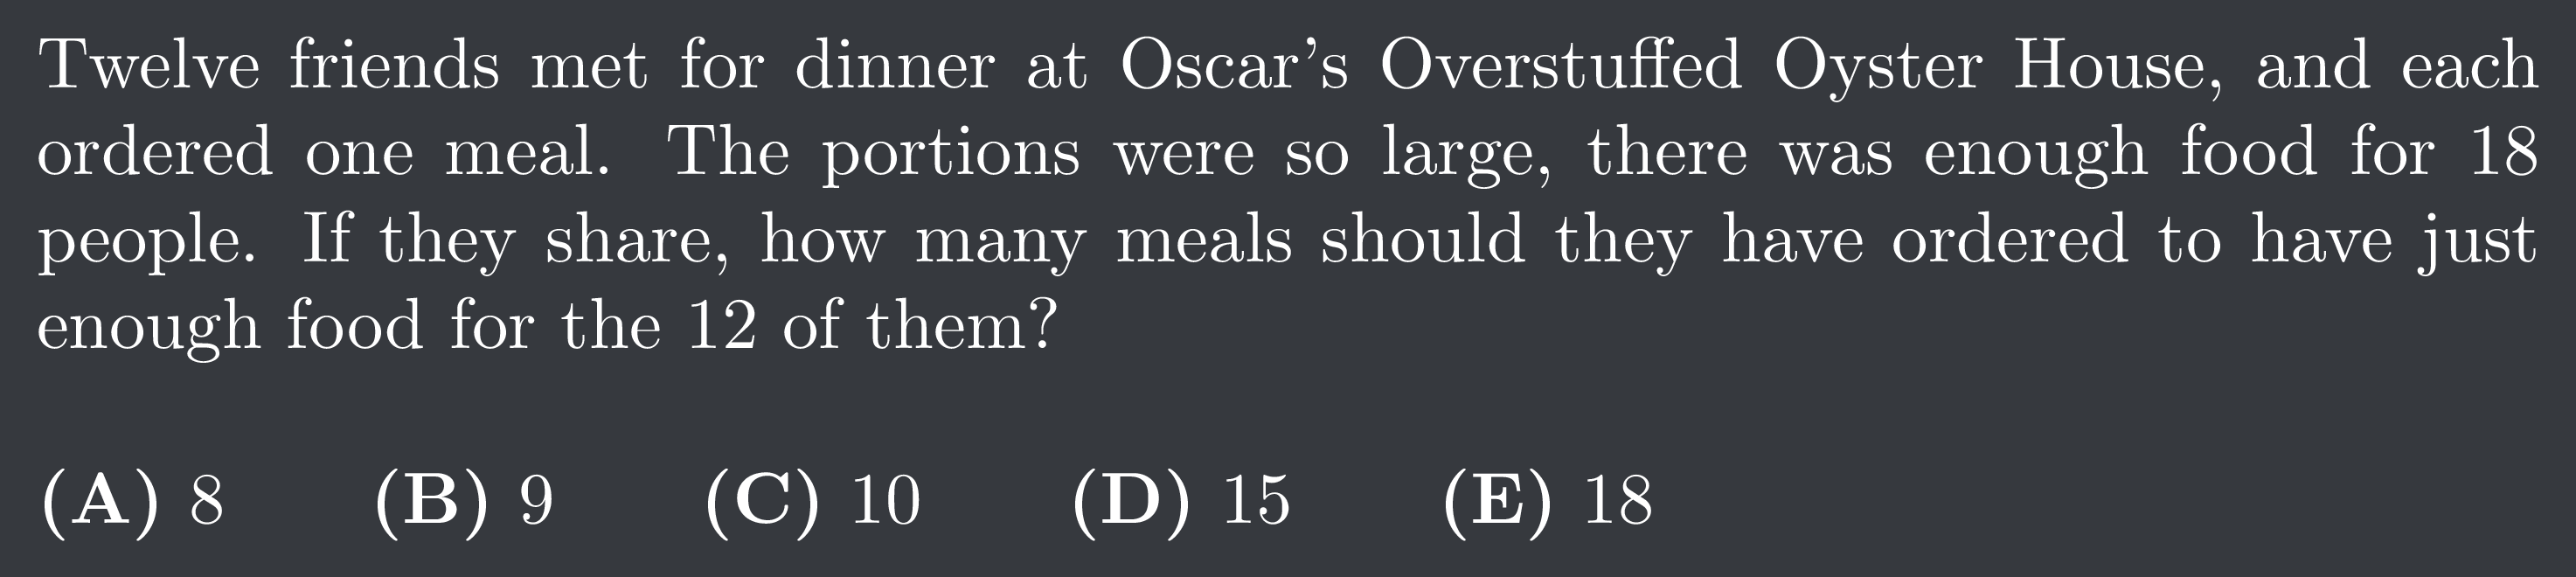 Twelve friends met for dinner at Oscar's Overstuffed Oyster House, and each
ordered one meal. The portions were so large, there was enough food for 18
people. If they share, how many meals should they have ordered to have just
enough food for the 12 of them?
(A) 8 (B) 9 (C) 10 (D) 15 (E) 18